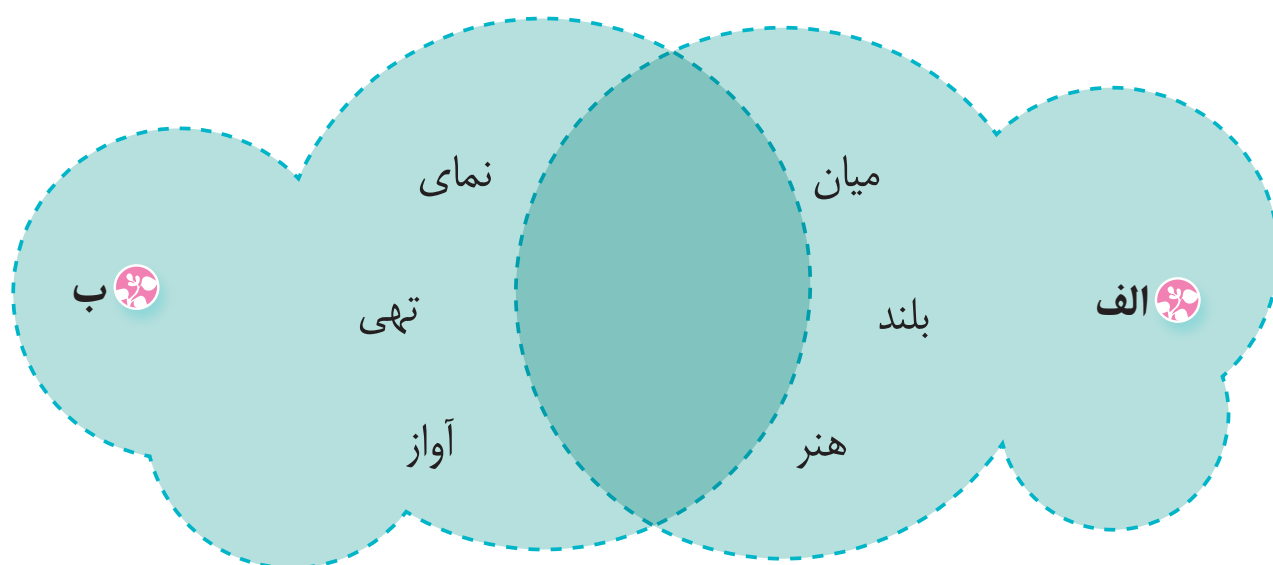 میان نمای
الف ب
بلند تهی
هنر آواز